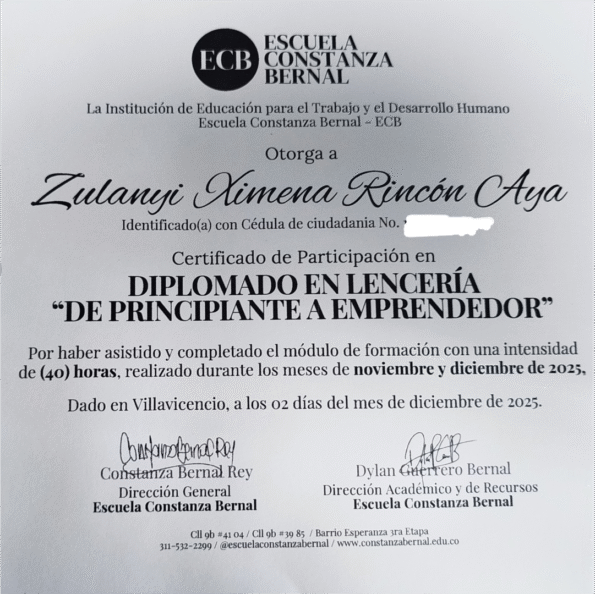 ECB
ESCUELA
CONSTANZA
BERNAL
La Institución de Educación para el Trabajo y el Desarrollo Humano
Escuela Constanza Bernal – ECB
Otorga a
Zulanyi Ximena Rincón Aya
Identificado(a) con Cédula de ciudadania No.
Certificado de Participación en
DIPLOMADO EN LENCERÍA
“DE PRINCIPIANTE A EMPRENDEDOR”
Por haber asistido y completado el módulo de formación con una intensidad
de (40) horas, realizado durante los meses de noviembre y diciembre de 2025,
Dado en Villavicencio, a los 02 días del mes de diciembre de 2025.
Constanza Bernal Rey
Constanza Bernal Rey
Dirección General
Escuela Constanza Bernal
Dylan Guerrero Bernal
Dirección Académico y de Recursos
Escuela Constanza Bernal
Cll 9b #41 04 / Cll 9b #39 85 / Barrio Esperanza 3ra Etapa
311-532-2299 / @escuelaconstanzabernal / www.constanzabernal.edu.co